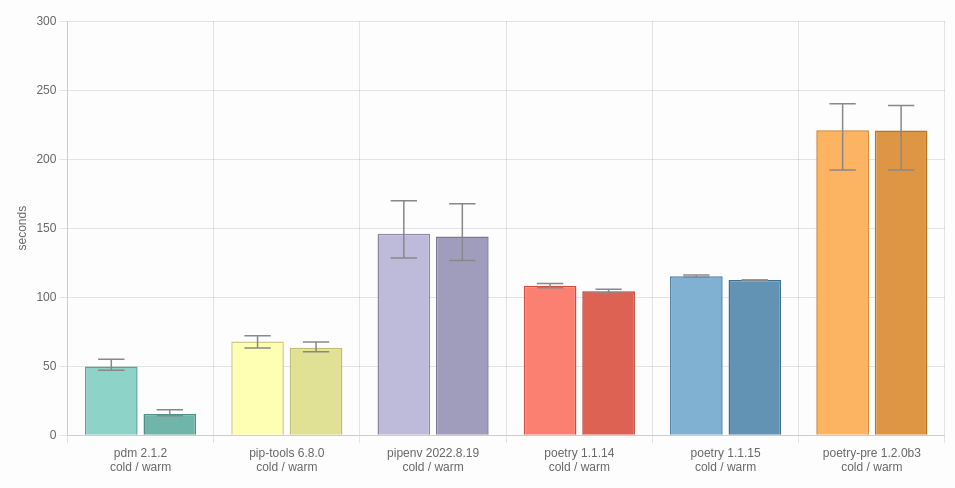 300
250
200
150
100
50
0
seconds
pdm 2.1.2
cold / warm
pip-tools 6.8.0
cold / warm
pipenv 2022.8.19
cold / warm
poetry 1.1.14
cold / warm
poetry 1.1.15
cold / warm
poetry-pre 1.2.0b3
cold / warm